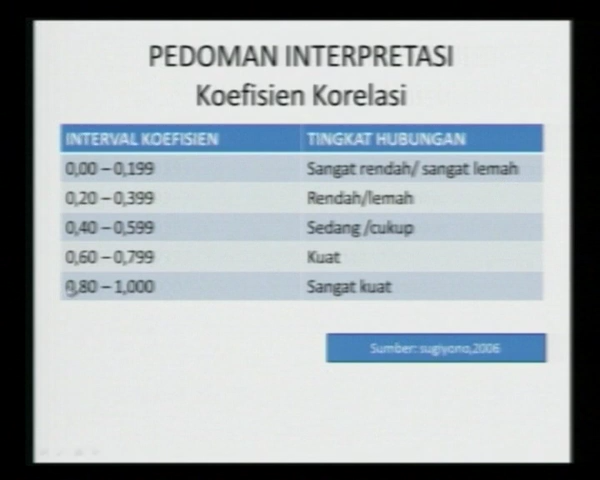 PEDOMAN INTERPRETASI
Koefisien Korelasi
INTERVAL KOEFISIEN TINGKAT HUBUNGAN
0,00 – 0,199 Sangat rendah/ sangat lemah
0,20 – 0,399 Rendah/lemah
0,40 – 0,599 Sedang /cukup
0,60 – 0,799 Kuat
0,80 – 1,000 Sangat kuat
Sumber: sugiyono,2006